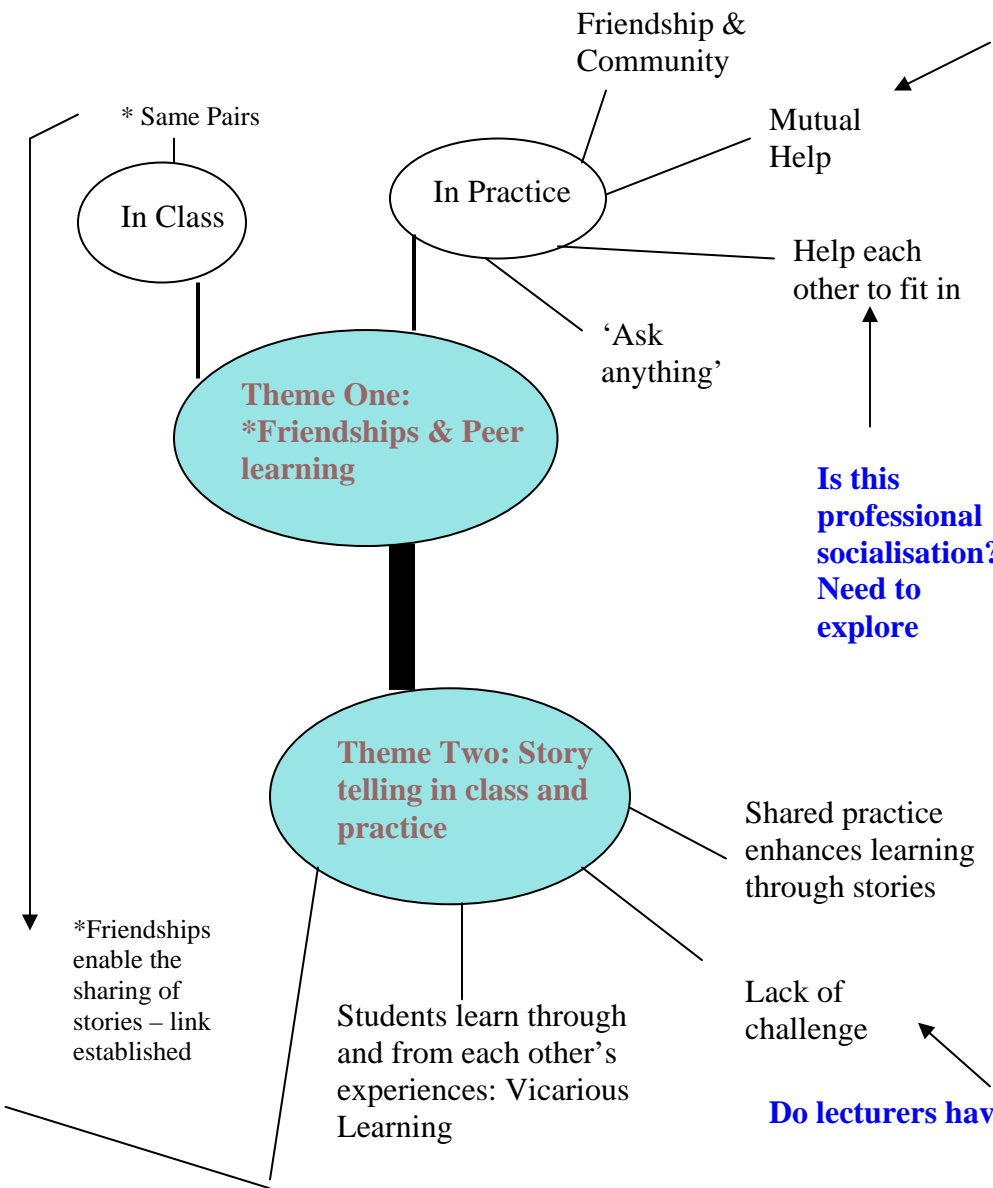 Friendship &
Community
* Same Pairs
Mutual
Help
In Practice
In Class
Help each
other to fit in
‘Ask
anything’
Theme One:
*Friendships & Peer
learning
Is this
professional
socialisation?
Need to
explore
Theme Two: Story
telling in class and
practice
Shared practice
enhances learning
through stories
*Friendships
enable the
sharing of
stories – link
established
Lack of
challenge
Students learn through
and from each other’s
experiences: Vicarious
Learning
Do lecturers hav